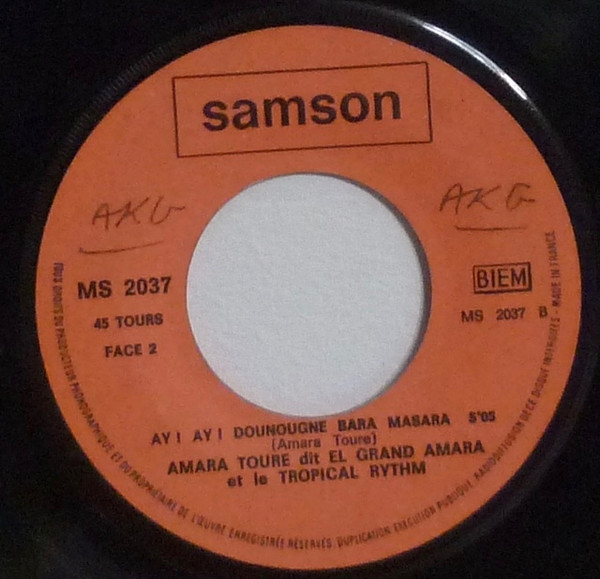 samson
AKG
AKG
MS 2037
45 TOURS
FACE 2
BIEM
MS 2037 B
AY! AY! DOUNOUGNE BARA MASARA 5'05
(Amara Toure)
AMARA TOURE dit EL GRAND AMARA
et le TROPICAL RYTHM
TOUS DROITS DU PRODUCTEUR PHONOGRAPHIQUE ET DU PROPRIÉTAIRE DE L'ŒUVRE ENREGISTRÉE RÉSERVÉS. DUPLICATION EXÉCUTION PUBLIQUE, RADIODIFFUSION DE CE DISQUE INTERDITES - MADE IN FRANCE